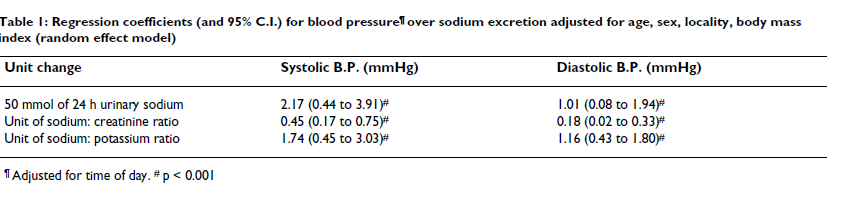 Table 1: Regression coefficients (and 95% C.I.) for blood pressure¶ over sodium excretion adjusted for age, sex, locality, body mass
index (random effect model)
Unit change Systolic B.P. (mmHg) Diastolic B.P. (mmHg)
50 mmol of 24 h urinary sodium 2.17 (0.44 to 3.91)# 1.01 (0.08 to 1.94)#
Unit of sodium: creatinine ratio 0.45 (0.17 to 0.75)# 0.18 (0.02 to 0.33)#
Unit of sodium: potassium ratio 1.74 (0.45 to 3.03)# 1.16 (0.43 to 1.80)#
¶ Adjusted for time of day. # p < 0.001